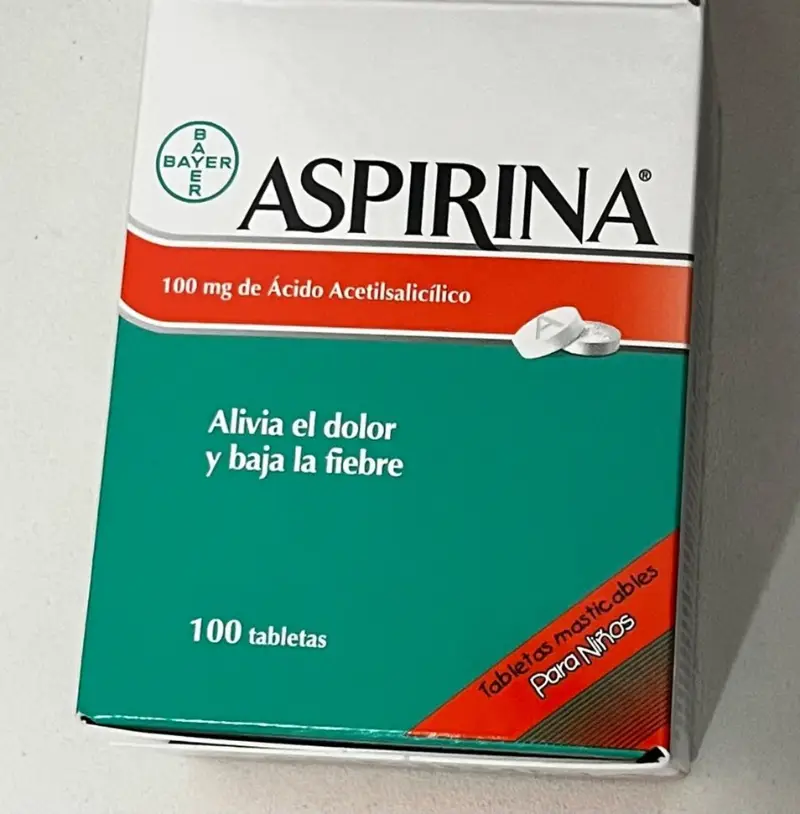 BAYER
BAYER
ASPIRINA®
100 mg de Ácido Acetilsalicílico
A
Alivia el dolor
y baja la fiebre
100 tabletas
Tabletas masticables
Para Niños